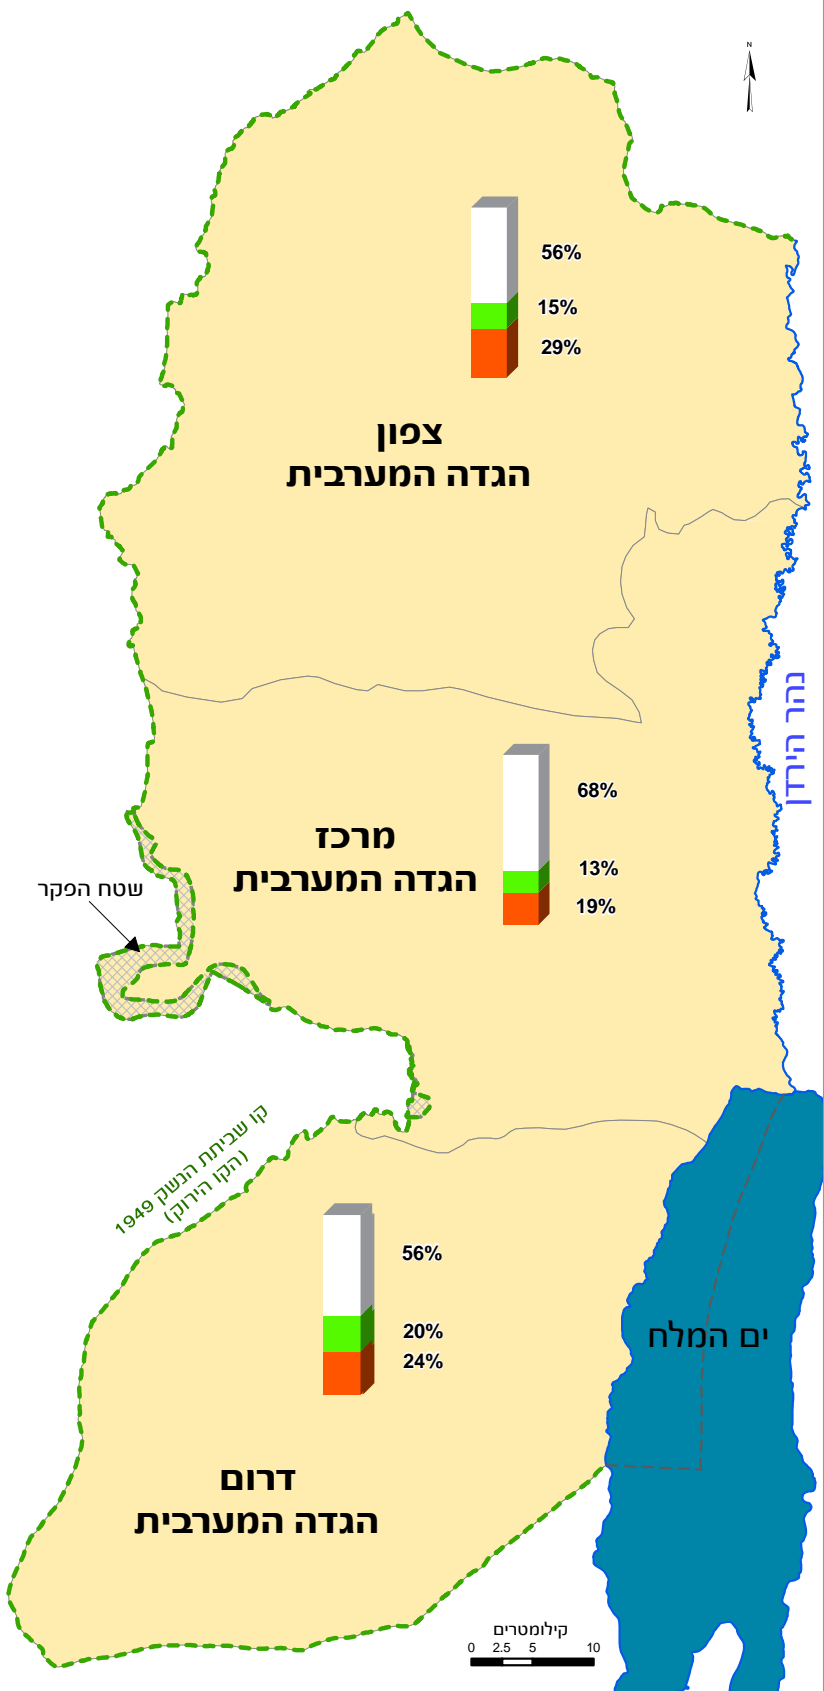 N
56%
15%
29%
צפון
הגדה המערבית
נהר הירדן
68%
13%
19%
מרכז
הגדה המערבית
שטח הפקר
קו שביתת הנשק 1949
(הקו הירוק)
56%
20%
24%
ים המלח
דרום
הגדה המערבית
קילומטרים
0 2.5 5 10